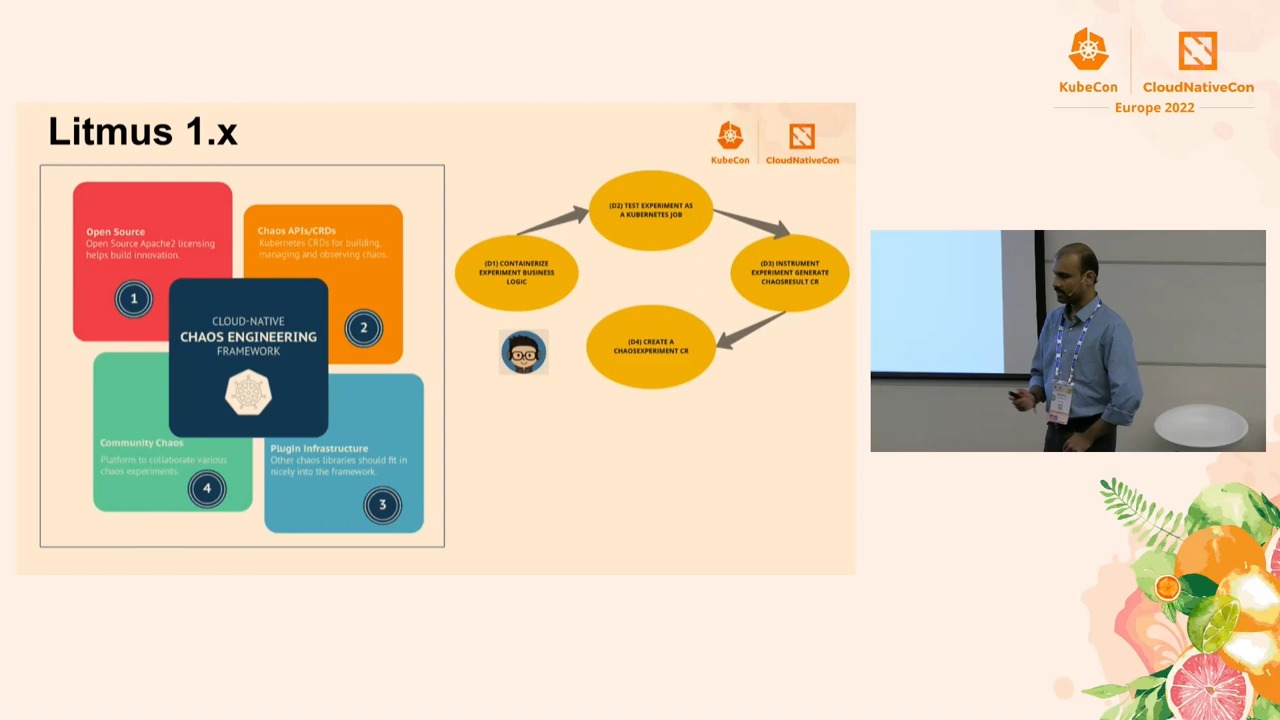 KubeCon
CloudNativeCon
Europe 2022
Litmus 1.x
KubeCon
CloudNativeCon
Open Source
Open Source Apache2 licensing
helps build innovation.
1
Chaos APIs/CRDs
Kubernetes CRDs for building,
managing and observing chaos.
2
CLOUD-NATIVE
CHAOS ENGINEERING
FRAMEWORK
Community Chaos
Platform to collaborate various
chaos experiments.
4
Plugin Infrastructure
Other chaos libraries should fit in
nicely into the framework.
3
(D1) CONTAINERIZE
EXPERIMENT BUSINESS
LOGIC
(D2) TEST EXPERIMENT AS
A KUBERNETES JOB
(D3) INSTRUMENT
EXPERIMENT GENERATE
CHAOSRESULT CR
(D4) CREATE A
CHAOSEXPERIMENT CR